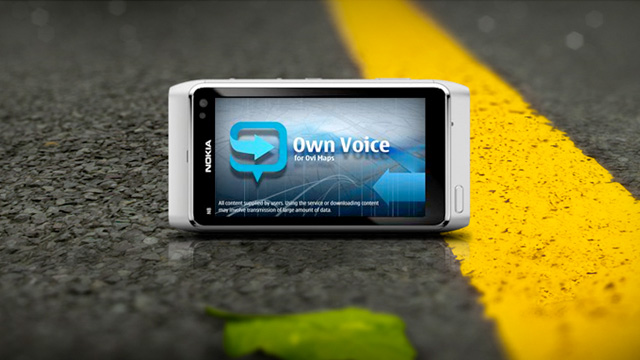 NOKIA
N8
Own Voice
for Ovi Maps
All content supplied by users. Using the service or downloading content
may involve transmission of large amount of data.